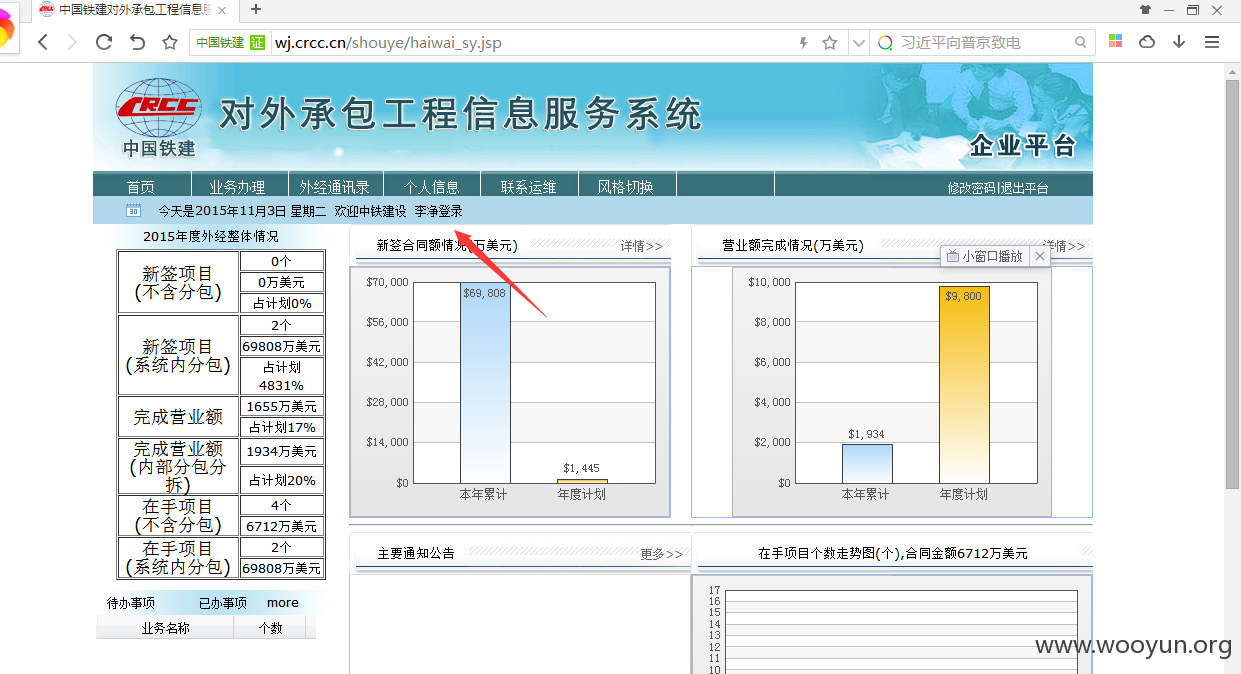 中国铁建对外承包工程信息服
中国铁建 证 wj.crcc.cn/shouye/haiwai_sy.jsp 习近平向普京致电
CRCC
中国铁建
对外承包工程信息服务系统
企业平台
首页 业务办理 外经通讯录 个人信息 联系运维 风格切换 修改密码|退出平台
30 今天是2015年11月3日 星期二 欢迎中铁建设 李净登录
2015年度外经整体情况
新签项目
(不含分包)
0个
0万美元
占计划0%
新签项目
(系统内分包)
2个
69808万美元
占计划
4831%
完成营业额
1655万美元
占计划17%
完成营业额
(内部分包分
拆)
1934万美元
占计划20%
在手项目
(不含分包)
4个
6712万美元
在手项目
(系统内分包)
2个
69808万美元
待办事项 已办事项 more
业务名称 个数
新签合同额情况(万美元) 详情>>
$70,000
$56,000
$42,000
$28,000
$14,000
$0
$69,808
$1,445
本年累计 年度计划
营业额完成情况(万美元) 详情>>
小窗口播放
$10,000
$8,000
$6,000
$4,000
$2,000
$0
$1,934
$9,800
本年累计 年度计划
主要通知公告 更多>>
在手项目个数走势图(个),合同金额6712万美元
17
16
15
14
13
12
11
10
www.wooyun.org